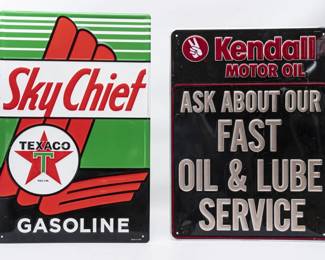 Sky Chief
TEXACO
T
GASOLINE
Kendall
MOTOR OIL
ASK ABOUT OUR
FAST
OIL & LUBE
SERVICE